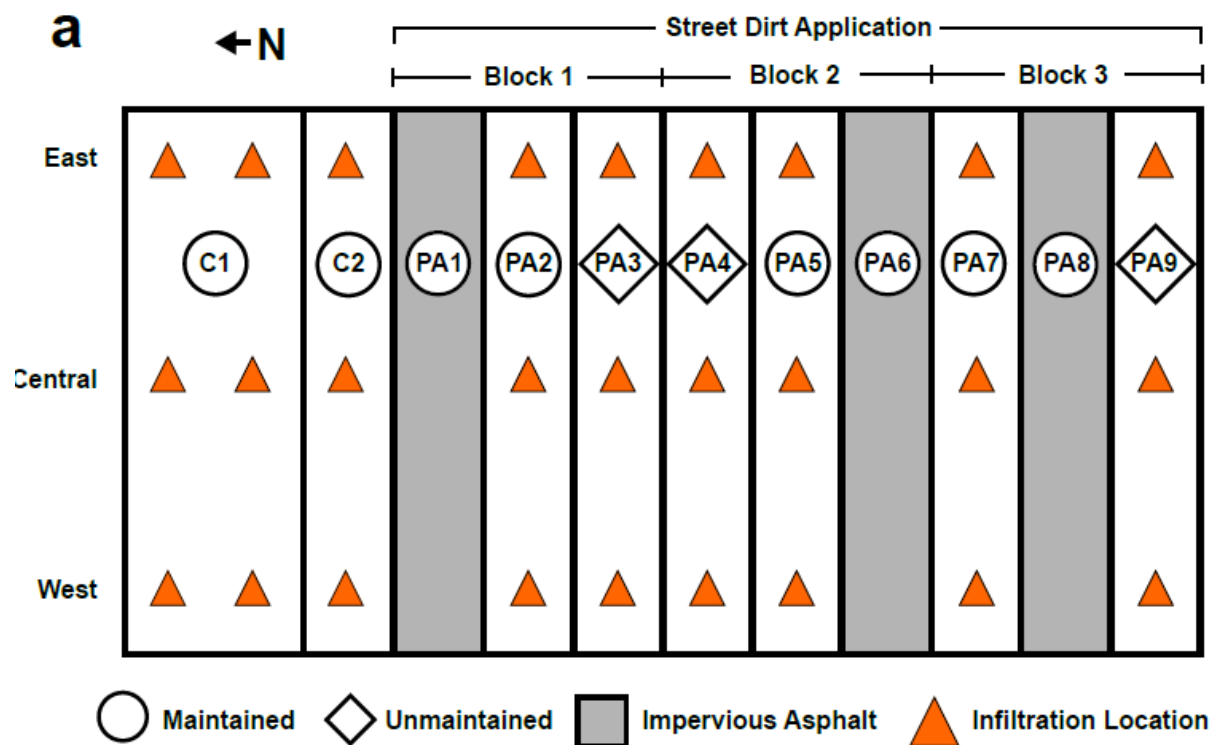 a
N
Street Dirt Application
Block 1 Block 2 Block 3
East
C1 C2 PA1 PA2 PA3 PA4 PA5 PA6 PA7 PA8 PA9
Central
West
Maintained Unmaintained Impervious Asphalt Infiltration Location